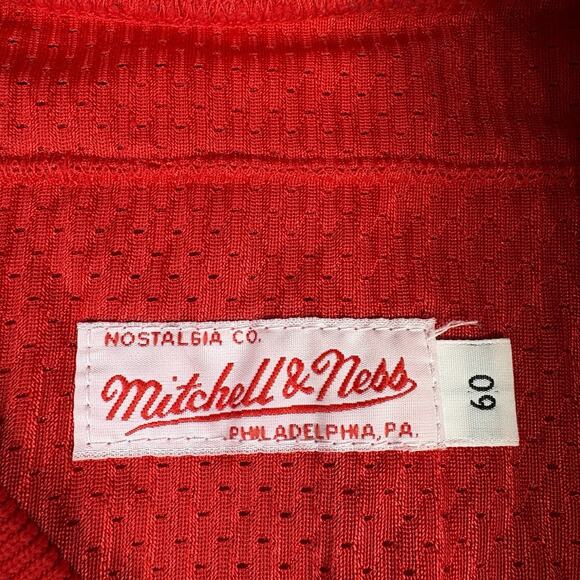 NOSTALGIA CO.
Mitchell & Ness
PHILADELPHIA, PA.
60